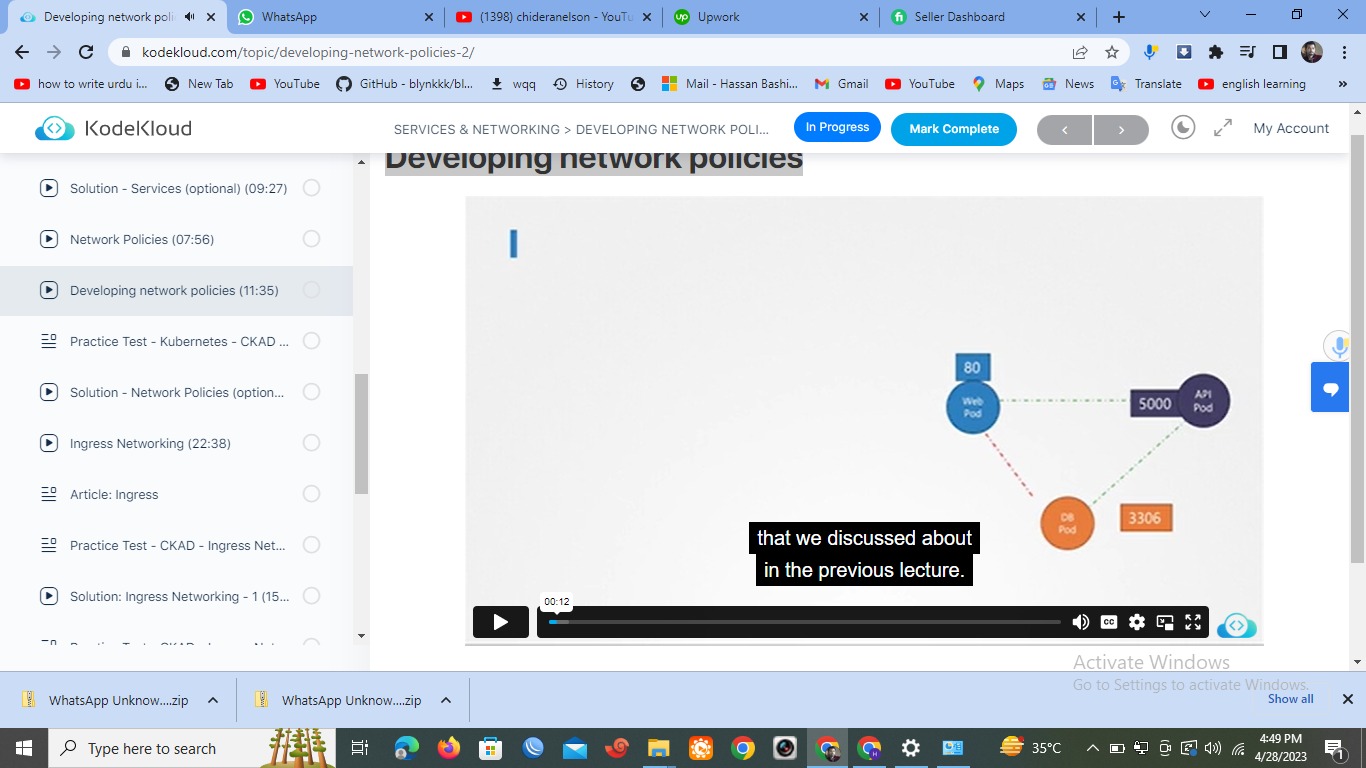 Developing network poli
WhatsApp
(1398) chideranelson - YouTu
Upwork
Seller Dashboard
kodekloud.com/topic/developing-network-policies-2/
how to write urdu i...
New Tab
YouTube
GitHub - blynkkk/bl...
wqq
History
Mail - Hassan Bashi...
Gmail
YouTube
Maps
News
Translate
english learning
KodeKloud
SERVICES & NETWORKING > DEVELOPING NETWORK POLI...
In Progress
Mark Complete
My Account
Solution - Services (optional) (09:27)
Network Policies (07:56)
Developing network policies (11:35)
Practice Test - Kubernetes - CKAD ...
Solution - Network Policies (option...
Ingress Networking (22:38)
Article: Ingress
Practice Test - CKAD - Ingress Net...
Solution: Ingress Networking - 1 (15...
Developing network policies
80
Web
Pod
5000
API
Pod
DB
Pod
3306
that we discussed about
in the previous lecture.
00:12
CC
Activate Windows
Go to Settings to activate Windows.
WhatsApp Unknow....zip
WhatsApp Unknow....zip
Show all
Type here to search
35°C
4:49 PM
4/28/2023
1